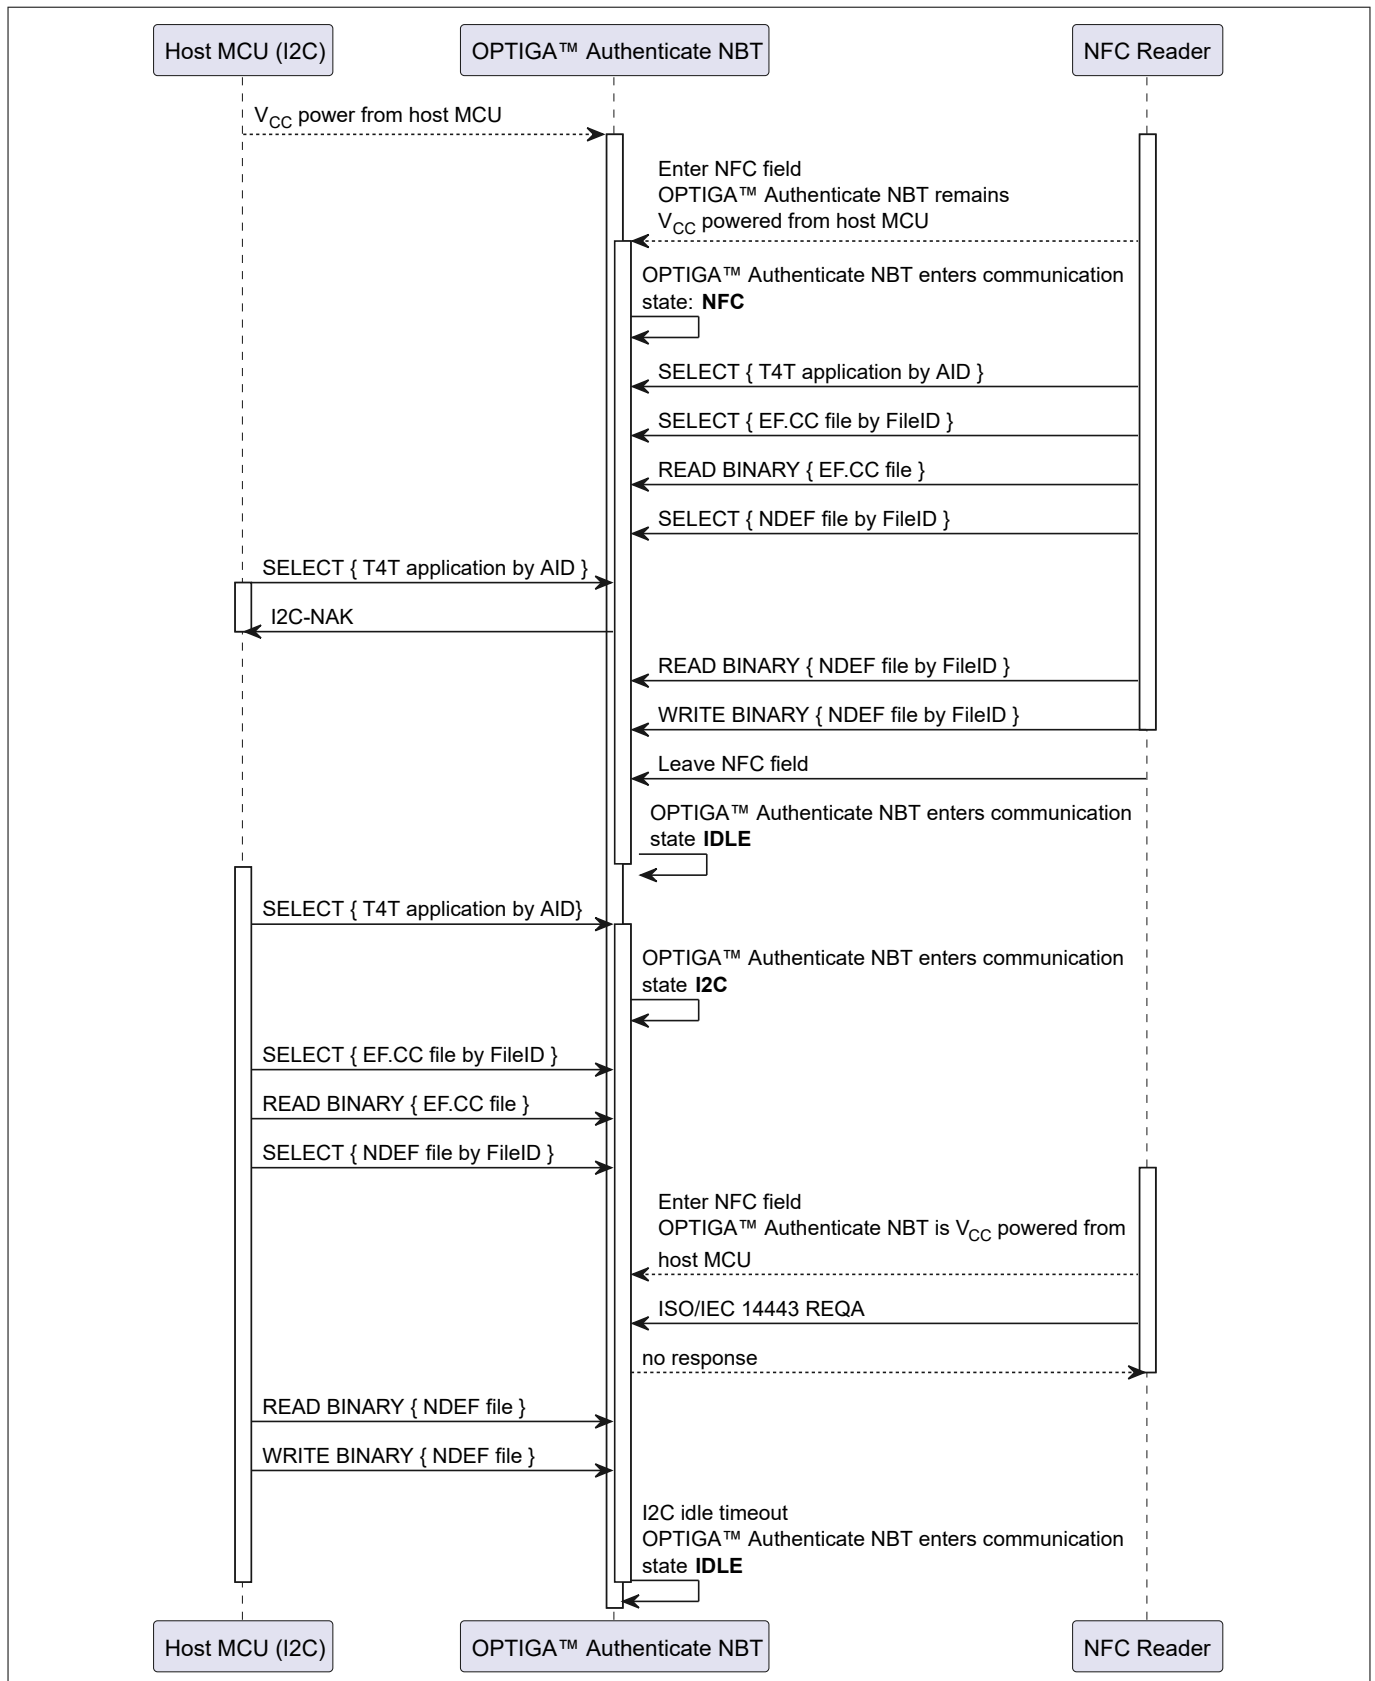 Host MCU (I2C)
OPTIGA™ Authenticate NBT
NFC Reader
VCC power from host MCU
Enter NFC field
OPTIGA™ Authenticate NBT remains
VCC powered from host MCU
OPTIGA™ Authenticate NBT enters communication
state: NFC
SELECT { T4T application by AID }
SELECT { EF.CC file by FileID }
READ BINARY { EF.CC file }
SELECT { NDEF file by FileID }
SELECT { T4T application by AID }
I2C-NAK
READ BINARY { NDEF file by FileID }
WRITE BINARY { NDEF file by FileID }
Leave NFC field
OPTIGA™ Authenticate NBT enters communication
state IDLE
SELECT { T4T application by AID}
OPTIGA™ Authenticate NBT enters communication
state I2C
SELECT { EF.CC file by FileID }
READ BINARY { EF.CC file }
SELECT { NDEF file by FileID }
Enter NFC field
OPTIGA™ Authenticate NBT is VCC powered from
host MCU
ISO/IEC 14443 REQA
no response
READ BINARY { NDEF file }
WRITE BINARY { NDEF file }
I2C idle timeout
OPTIGA™ Authenticate NBT enters communication
state IDLE
Host MCU (I2C)
OPTIGA™ Authenticate NBT
NFC Reader